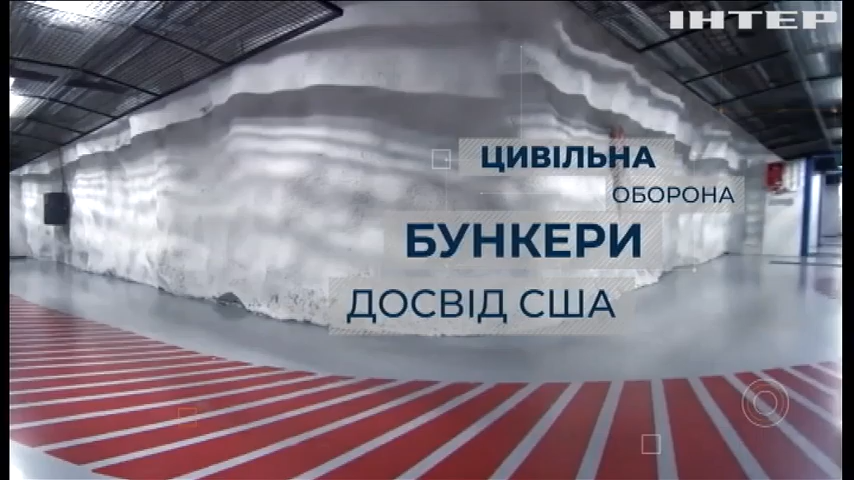 ІНТЕР
ЦИВІЛЬНА
ОБОРОНА
БУНКЕРИ
ДОСВІД США